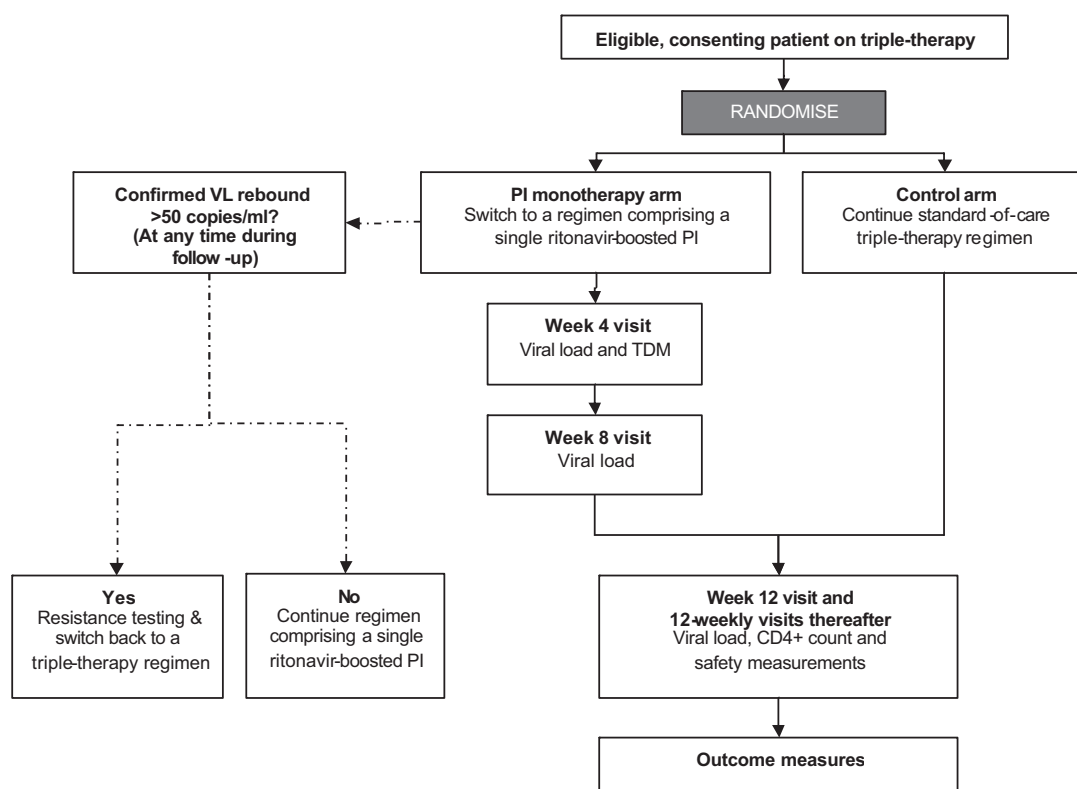 Eligible, consenting patient on triple-therapy
RANDOMISE
Confirmed VL rebound
>50 copies/ml?
(At any time during
follow -up)
PI monotherapy arm
Switch to a regimen comprising a
single ritonavir-boosted PI
Control arm
Continue standard -of-care
triple-therapy regimen
Week 4 visit
Viral load and TDM
Week 8 visit
Viral load
Yes
Resistance testing &
switch back to a
triple-therapy regimen
No
Continue regimen
comprising a single
ritonavir-boosted PI
Week 12 visit and
12-weekly visits thereafter
Viral load, CD4+ count and
safety measurements
Outcome measures